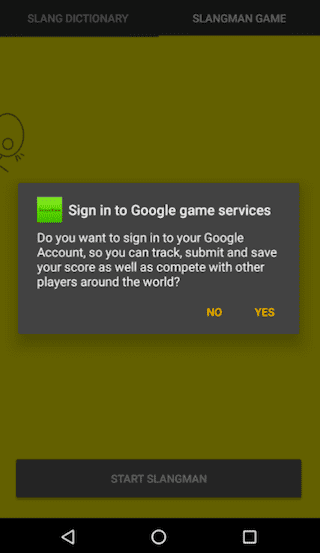 SLANG DICTIONARY SLANGMAN GAME
Sign in to Google game services
Do you want to sign in to your Google
Account, so you can track, submit and save
your score as well as compete with other
players around the world?
NO YES
START SLANGMAN